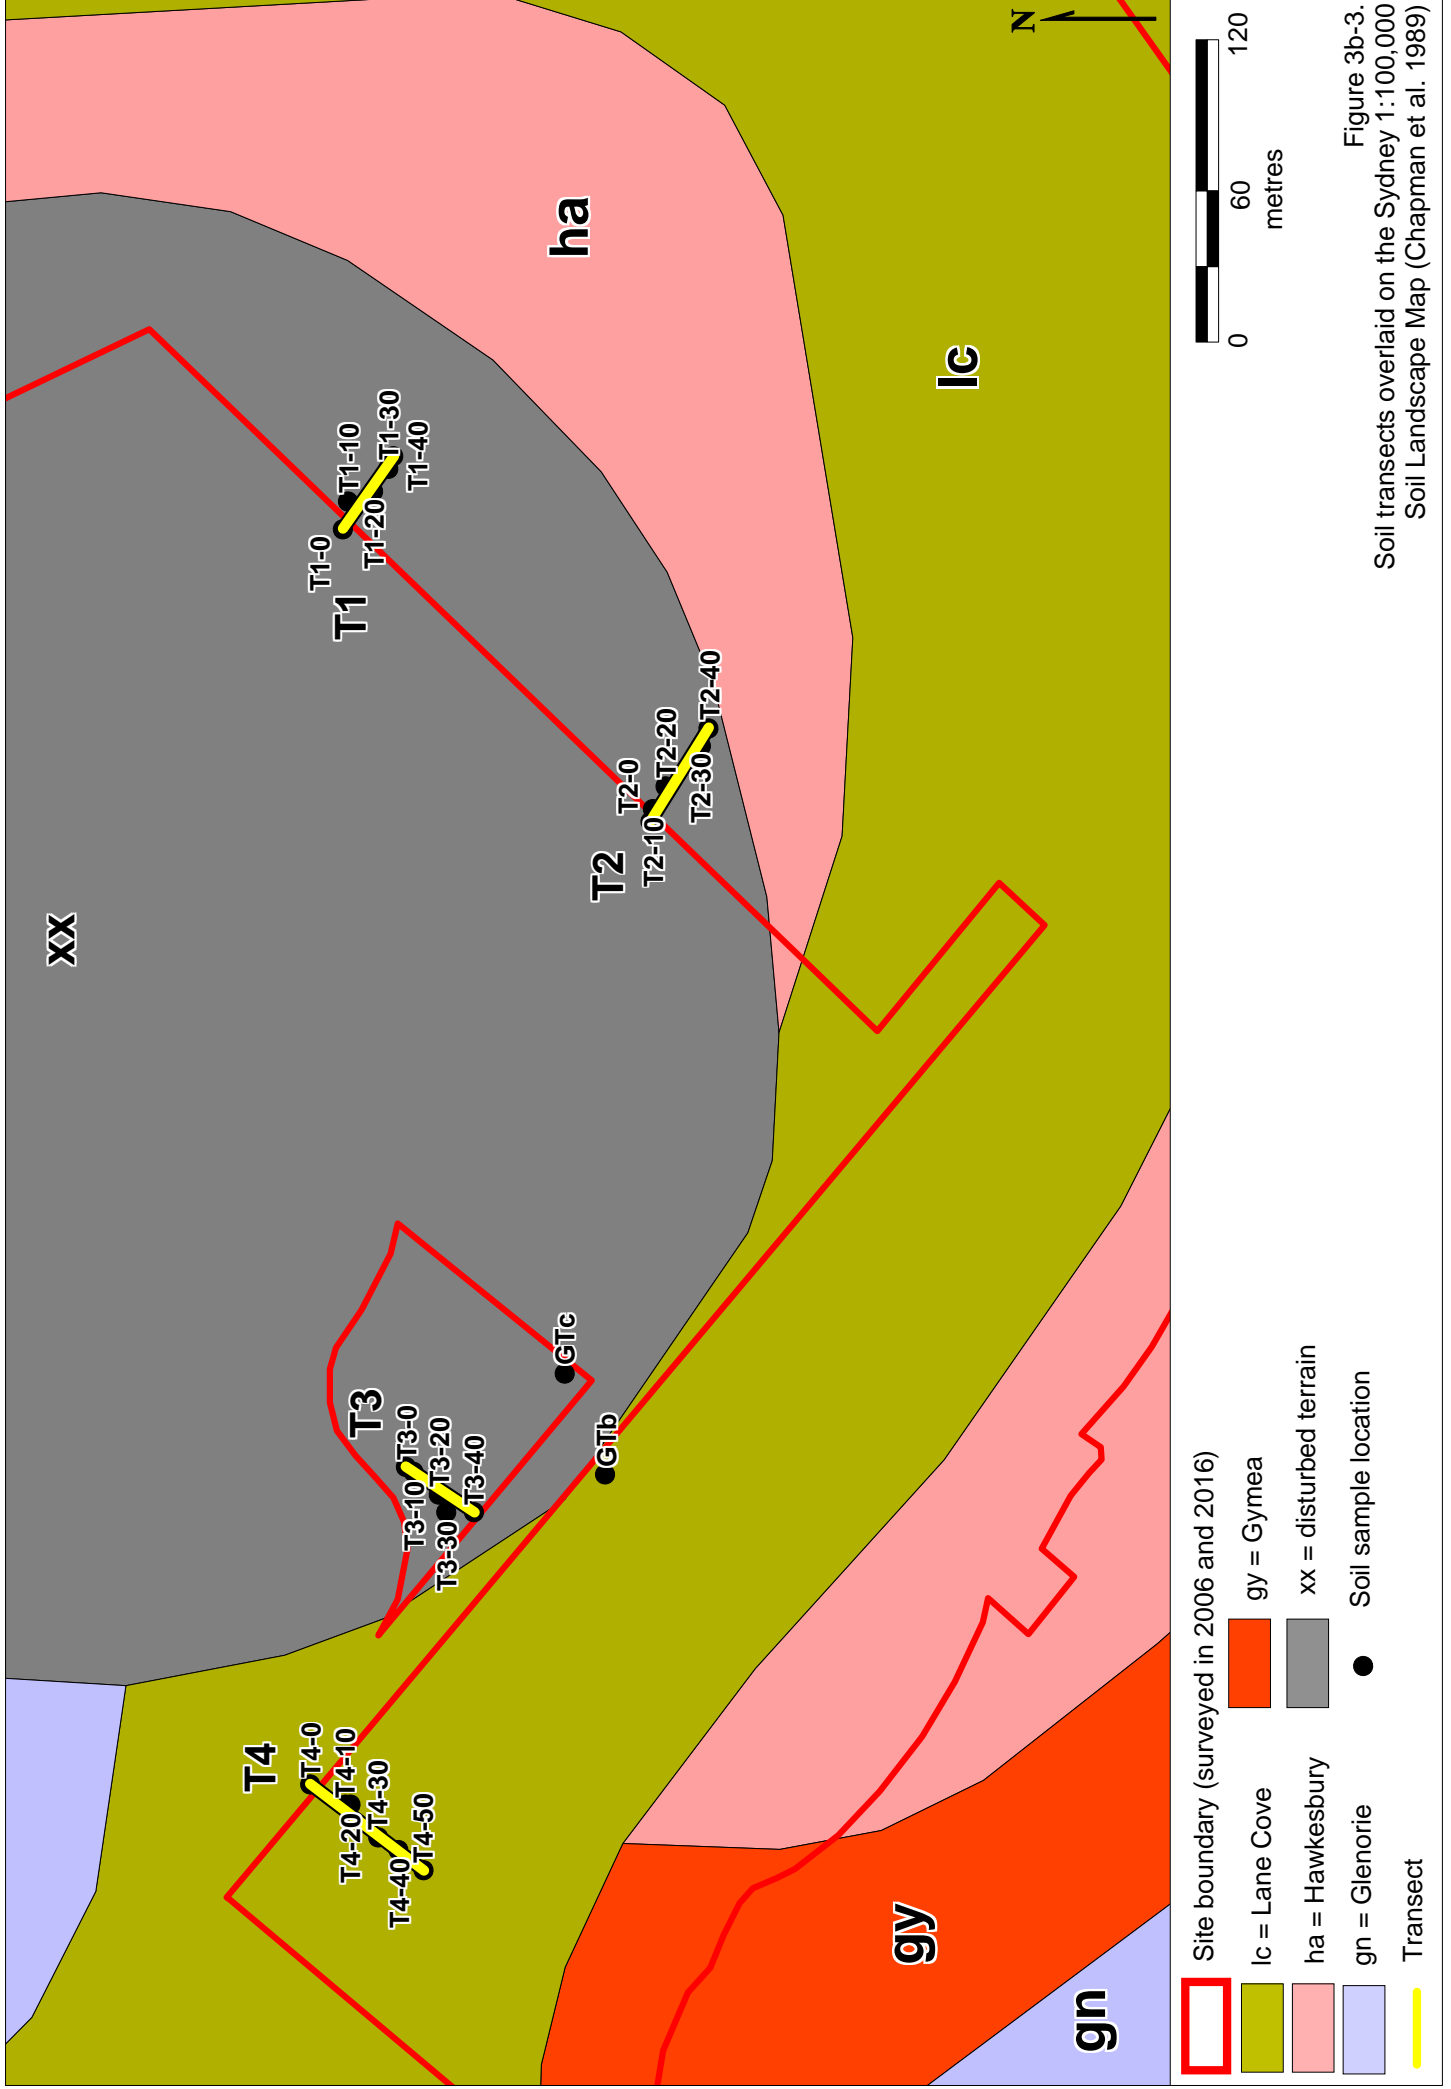 xx
ha
lc
gy
gn
T4
T4-0
T4-10
T4-20
T4-30
T4-40
T4-50
T3
T3-0
T3-10
T3-20
T3-30
T3-40
GTb
GTc
T2
T2-0
T2-10
T2-20
T2-30
T2-40
T1
T1-0
T1-10
T1-20
T1-30
T1-40
N
Site boundary (surveyed in 2006 and 2016)
lc = Lane Cove
gy = Gymea
ha = Hawkesbury
xx = disturbed terrain
gn = Glenorie
Soil sample location
Transect
0 60 120
metres
Figure 3b-3.
Soil transects overlaid on the Sydney 1:100,000
Soil Landscape Map (Chapman et al. 1989)